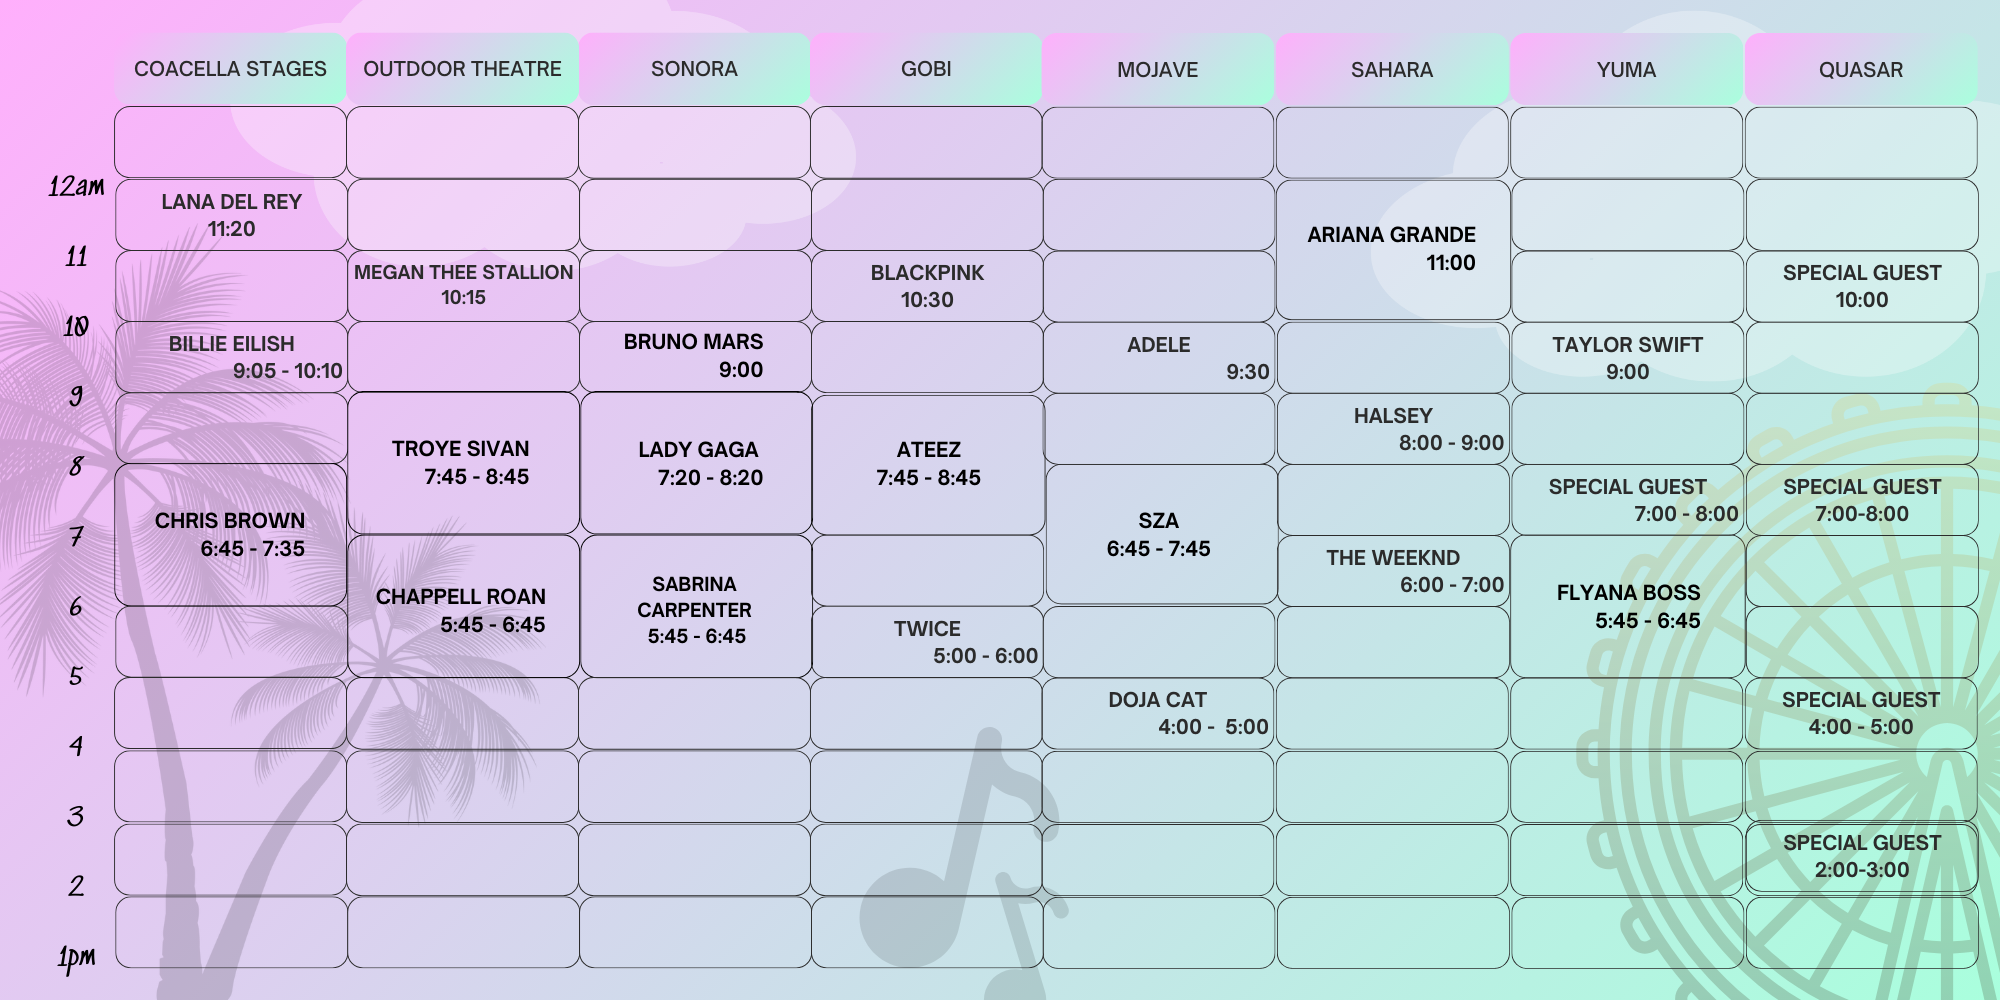 COACELLA STAGES
OUTDOOR THEATRE
SONORA
GOBI
MOJAVE
SAHARA
YUMA
QUASAR
12am
LANA DEL REY
11:20
ARIANA GRANDE
11:00
11
MEGAN THEE STALLION
10:15
BLACKPINK
10:30
SPECIAL GUEST
10:00
10
BILLIE EILISH
9:05 - 10:10
BRUNO MARS
9:00
ADELE
9:30
TAYLOR SWIFT
9:00
9
TROYE SIVAN
7:45 - 8:45
LADY GAGA
7:20 - 8:20
ATEEZ
7:45 - 8:45
HALSEY
8:00 - 9:00
8
CHRIS BROWN
6:45 - 7:35
SZA
6:45 - 7:45
SPECIAL GUEST
7:00 - 8:00
SPECIAL GUEST
7:00-8:00
7
CHAPPELL ROAN
5:45 - 6:45
SABRINA
CARPENTER
5:45 - 6:45
THE WEEKND
6:00 - 7:00
FLYANA BOSS
5:45 - 6:45
6
TWICE
5:00 - 6:00
5
DOJA CAT
4:00 -  5:00
SPECIAL GUEST
4:00 - 5:00
4
3
SPECIAL GUEST
2:00-3:00
2
1pm